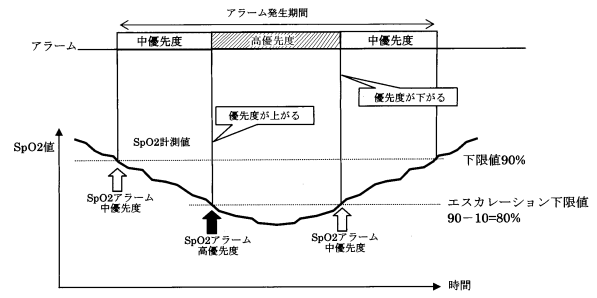 アラーム発生期間
アラーム
中優先度
高優先度
中優先度
優先度が下がる
優先度が上がる
SpO2計測値
SpO2値
下限値90%
SpO2アラーム
中優先度
エスカレーション下限値
90-10=80%
SpO2アラーム
高優先度
SpO2アラーム
中優先度
時間